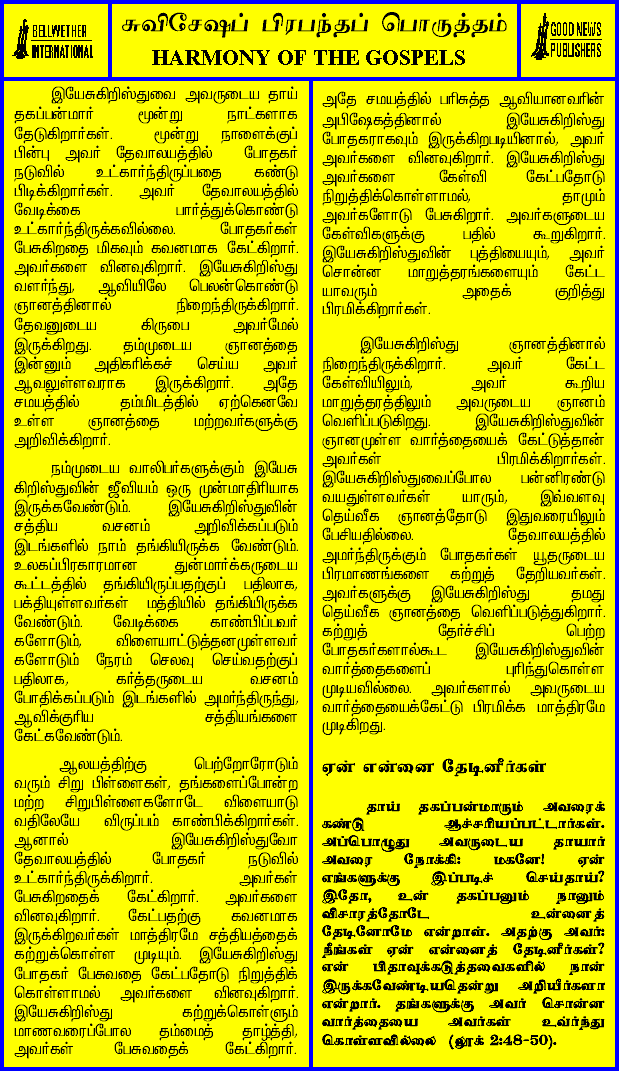 BELLWETHER
INTERNATIONAL
சுவிசேஷப் பிரபந்தப் பொருத்தம்
HARMONY OF THE GOSPELS
GOOD NEWS
PUBLISHERS
இயேசுகிறிஸ்துவை அவருடைய தாய்
தகப்பன்மார் மூன்று நாட்களாக
தேடுகிறார்கள். மூன்று நாளைக்குப்
பின்பு அவர் தேவாலயத்தில் போதகர்
நடுவில் உட்கார்ந்திருப்பதை கண்டு
பிடிக்கிறார்கள். அவர் தேவாலயத்தில்
வேடிக்கை பார்த்துக்கொண்டு
உட்கார்ந்திருக்கவில்லை. போதகர்கள்
பேசுகிறதை மிகவும் கவனமாக கேட்கிறார்.
அவர்களை வினவுகிறார். இயேசுகிறிஸ்து
வளர்ந்து, ஆவியிலே பெலன்கொண்டு
ஞானத்தினால் நிறைந்திருக்கிறார்.
தேவனுடைய கிருபை அவர்மேல்
இருக்கிறது. தம்முடைய ஞானத்தை
இன்னும் அதிகரிக்கச் செய்ய அவர்
ஆவலுள்ளவராக இருக்கிறார். அதே
சமயத்தில் தம்மிடத்தில் ஏற்கெனவே
உள்ள ஞானத்தை மற்றவர்களுக்கு
அறிவிக்கிறார்.
நம்முடைய வாலிபர்களுக்கும் இயேசு
கிறிஸ்துவின் ஜீவியம் ஒரு முன்மாதிரியாக
இருக்கவேண்டும். இயேசுகிறிஸ்துவின்
சத்திய வசனம் அறிவிக்கப்படும்
இடங்களில் நாம் தங்கியிருக்க வேண்டும்.
உலகப்பிரகாரமான துன்மார்க்கருடைய
கூட்டத்தில் தங்கியிருப்பதற்குப் பதிலாக,
பக்தியுள்ளவர்கள் மத்தியில் தங்கியிருக்க
வேண்டும். வேடிக்கை காண்பிப்பவர்
களோடும், விளையாட்டுத்தனமுள்ளவர்
களோடும் நேரம் செலவு செய்வதற்குப்
பதிலாக, கர்த்தருடைய வசனம்
போதிக்கப்படும் இடங்களில் அமர்ந்திருந்து,
ஆவிக்குரிய சத்தியங்களை
கேட்கவேண்டும்.
ஆலயத்திற்கு பெற்றோரோடும்
வரும் சிறு பிள்ளைகள், தங்களைப்போன்ற
மற்ற சிறுபிள்ளைகளோடே விளையாடு
வதிலேயே விருப்பம் காண்பிக்கிறார்கள்.
ஆனால் இயேசுகிறிஸ்துவோ
தேவாலயத்தில் போதகர் நடுவில்
உட்கார்ந்திருக்கிறார். அவர்கள்
பேசுகிறதைக் கேட்கிறார். அவர்களை
வினவுகிறார். கேட்பதற்கு கவனமாக
இருக்கிறவர்கள் மாத்திரமே சத்தியத்தைக்
கற்றுக்கொள்ள முடியும். இயேசுகிறிஸ்து
போதகர் பேசுவதை கேட்பதோடு நிறுத்திக்
கொள்ளாமல் அவர்களை வினவுகிறார்.
இயேசுகிறிஸ்து கற்றுக்கொள்ளும்
மாணவரைப்போல தம்மைத் தாழ்த்தி,
அவர்கள் பேசுவதைக் கேட்கிறார்.
அதே சமயத்தில் பரிசுத்த ஆவியானவரின்
அபிஷேகத்தினால் இயேசுகிறிஸ்து
போதகராகவும் இருக்கிறபடியினால், அவர்
அவர்களை வினவுகிறார். இயேசுகிறிஸ்து
அவர்களை கேள்வி கேட்பதோடு
நிறுத்திக்கொள்ளாமல், தாமும்
அவர்களோடு பேசுகிறார். அவர்களுடைய
கேள்விகளுக்கு பதில் கூறுகிறார்.
இயேசுகிறிஸ்துவின் புத்தியையும், அவர்
சொன்ன மாறுத்தரங்களையும் கேட்ட
யாவரும் அதைக் குறித்து
பிரமிக்கிறார்கள்.
இயேசுகிறிஸ்து ஞானத்தினால்
நிறைந்திருக்கிறார். அவர் கேட்ட
கேள்வியிலும், அவர் கூறிய
மாறுத்தரத்திலும் அவருடைய ஞானம்
வெளிப்படுகிறது. இயேசுகிறிஸ்துவின்
ஞானமுள்ள வார்த்தையைக் கேட்டுத்தான்
அவர்கள் பிரமிக்கிறார்கள்.
இயேசுகிறிஸ்துவைப்போல பன்னிரண்டு
வயதுள்ளவர்கள் யாரும், இவ்வளவு
தெய்வீக ஞானத்தோடு இதுவரையிலும்
பேசியதில்லை. தேவாலயத்தில்
அமர்ந்திருக்கும் போதகர்கள் யூதருடைய
பிரமாணங்களை கற்றுத் தேறியவர்கள்.
அவர்களுக்கு இயேசுகிறிஸ்து தமது
தெய்வீக ஞானத்தை வெளிப்படுத்துகிறார்.
கற்றுத் தேர்ச்சிப் பெற்ற
போதகர்களால்கூட இயேசுகிறிஸ்துவின்
வார்த்தைகளைப் புரிந்துகொள்ள
முடியவில்லை. அவர்களால் அவருடைய
வார்த்தையைக்கேட்டு பிரமிக்க மாத்திரமே
முடிகிறது.
ஏன் என்னை தேடினீர்கள்
தாய் தகப்பன்மாரும் அவரைக்
கண்டு ஆச்சரியப்பட்டார்கள்.
அப்பொழுது அவருடைய தாயார்
அவரை நோக்கி: மகனே! ஏன்
எங்களுக்கு இப்படிச் செய்தாய்?
இதோ, உன் தகப்பனும் நானும்
விசாரத்தோடே உன்னைத்
தேடினோமே என்றாள். அதற்கு அவர்:
நீங்கள் ஏன் என்னைத் தேடினீர்கள்?
என் பிதாவுக்கடுத்தவைகளில் நான்
இருக்கவேண்டியதென்று அறியீர்களா
என்றார். தங்களுக்கு அவர் சொன்ன
வார்த்தையை அவர்கள் உவர்ந்து
கொள்ளவில்லை (லூக் 2:48-50).